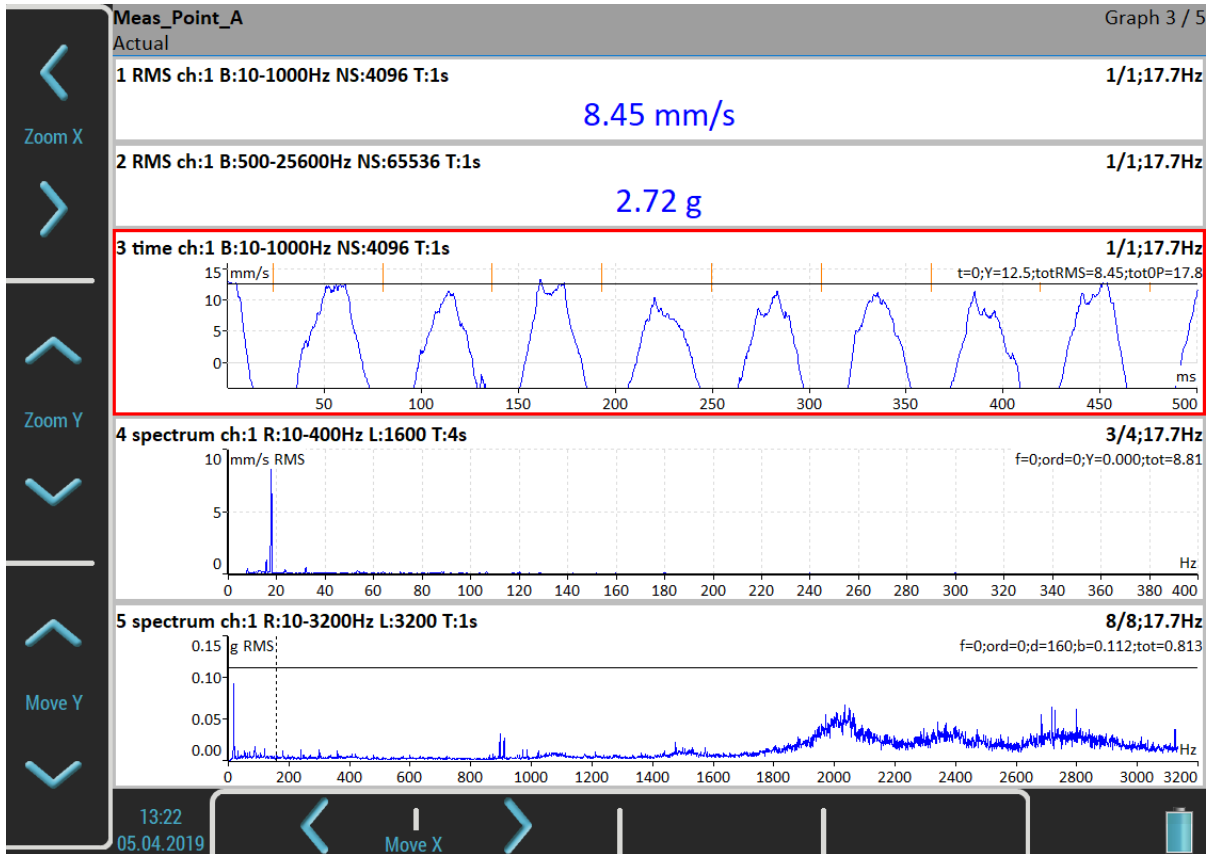 Meas_Point_A
Graph 3 / 5
Actual
Zoom X
1 RMS ch:1 B:10-1000Hz NS:4096 T:1s
1/1;17.7Hz
8.45 mm/s
2 RMS ch:1 B:500-25600Hz NS:65536 T:1s
1/1;17.7Hz
2.72 g
3 time ch:1 B:10-1000Hz NS:4096 T:1s
1/1;17.7Hz
15 mm/s
t=0;Y=12.5;totRMS=8.45;tot0P=17.8
10
5
0
ms
50 100 150 200 250 300 350 400 450 500
Zoom Y
4 spectrum ch:1 R:10-400Hz L:1600 T:4s
3/4;17.7Hz
10 mm/s RMS
f=0;ord=0;Y=0.000;tot=8.81
5
0
Hz
0 20 40 60 80 100 120 140 160 180 200 220 240 260 280 300 320 340 360 380 400
5 spectrum ch:1 R:10-3200Hz L:3200 T:1s
8/8;17.7Hz
0.15 g RMS
f=0;ord=0;d=160;b=0.112;tot=0.813
0.10
0.05
0.00
Hz
0 200 400 600 800 1000 1200 1400 1600 1800 2000 2200 2400 2600 2800 3000 3200
Move Y
13:22
05.04.2019
Move X